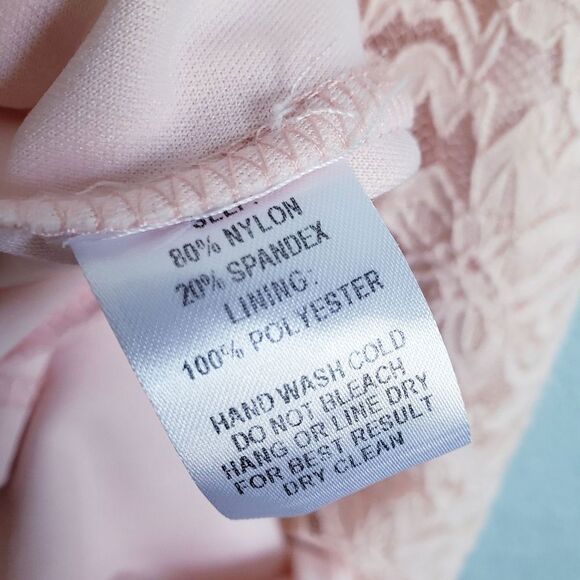 SELF:
80% NYLON
20% SPANDEX
LINING:
100% POLYESTER
HAND WASH COLD
DO NOT BLEACH
HANG OR LINE DRY
FOR BEST RESULT
DRY CLEAN